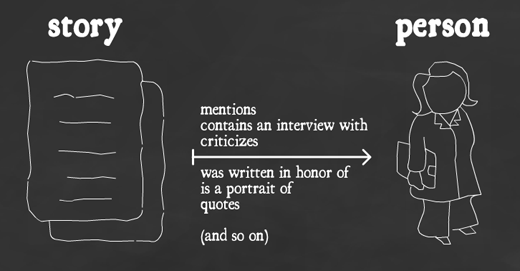 story
person
mentions
contains an interview with
criticizes
was written in honor of
is a portrait of
quotes
(and so on)